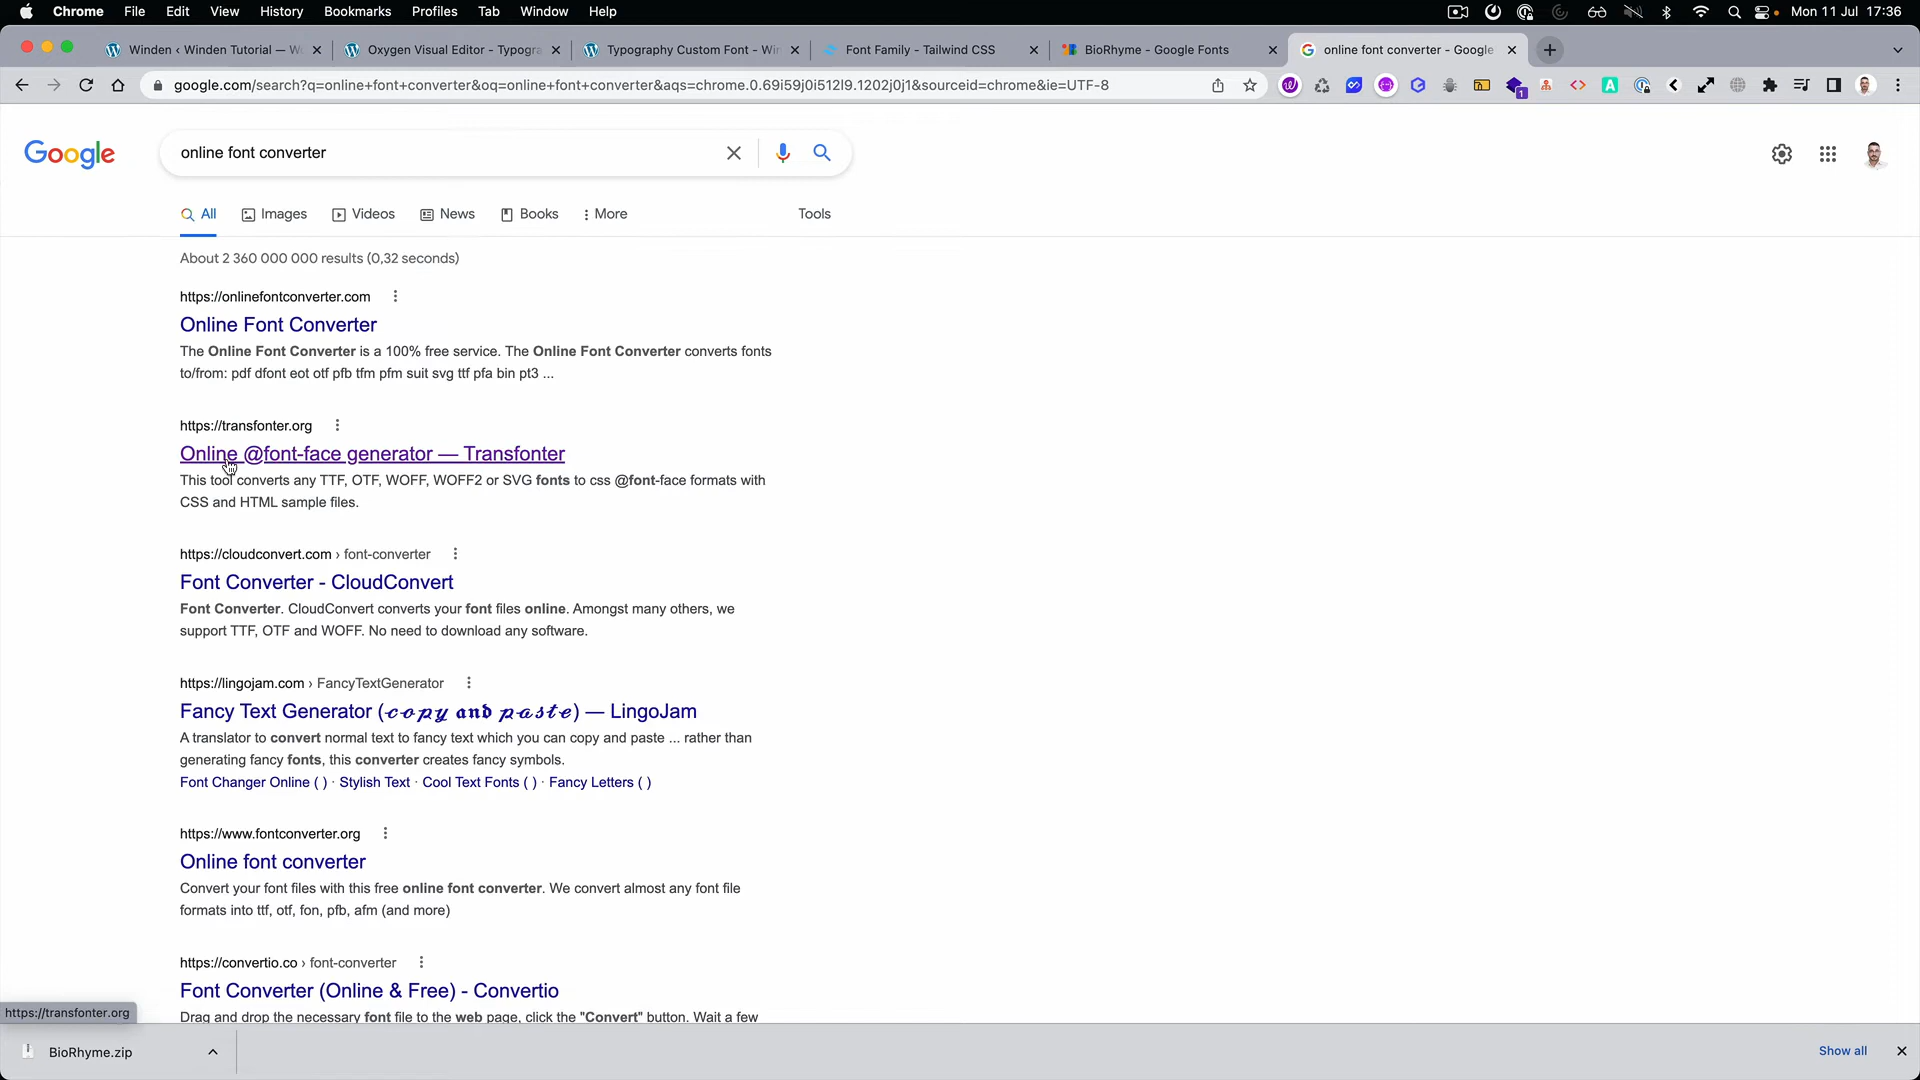 Chrome File Edit View History Bookmarks Profiles Tab Window Help Mon 11 Jul 17:36
Winden ‹ Winden Tutorial — W
Oxygen Visual Editor - Typogra
Typography Custom Font - Win
Font Family - Tailwind CSS
BioRhyme - Google Fonts
online font converter - Google
google.com/search?q=online+font+converter&oq=online+font+converter&aqs=chrome.0.69i59j0i512l9.1202j0j1&sourceid=chrome&ie=UTF-8
Google
online font converter
All Images Videos News Books More Tools
About 2 360 000 000 results (0,32 seconds)
https://onlinefontconverter.com
Online Font Converter
The Online Font Converter is a 100% free service. The Online Font Converter converts fonts
to/from: pdf dfont eot otf pfb tfm pfm suit svg ttf pfa bin pt3 ...
https://transfonter.org
Online @font-face generator — Transfonter
This tool converts any TTF, OTF, WOFF, WOFF2 or SVG fonts to css @font-face formats with
CSS and HTML sample files.
https://cloudconvert.com › font-converter
Font Converter - CloudConvert
Font Converter. CloudConvert converts your font files online. Amongst many others, we
support TTF, OTF and WOFF. No need to download any software.
https://lingojam.com › FancyTextGenerator
Fancy Text Generator (𝓬𝓸𝓹𝔂 𝖆𝖓𝖉 𝓹𝓪𝓼𝓽𝓮) — LingoJam
A translator to convert normal text to fancy text which you can copy and paste ... rather than
generating fancy fonts, this converter creates fancy symbols.
Font Changer Online ( ) · Stylish Text · Cool Text Fonts ( ) · Fancy Letters ( )
https://www.fontconverter.org
Online font converter
Convert your font files with this free online font converter. We convert almost any font file
formats into ttf, otf, fon, pfb, afm (and more)
https://convertio.co › font-converter
Font Converter (Online & Free) - Convertio
Drag and drop the necessary font file to the web page, click the "Convert" button. Wait a few
https://transfonter.org
BioRhyme.zip
Show all